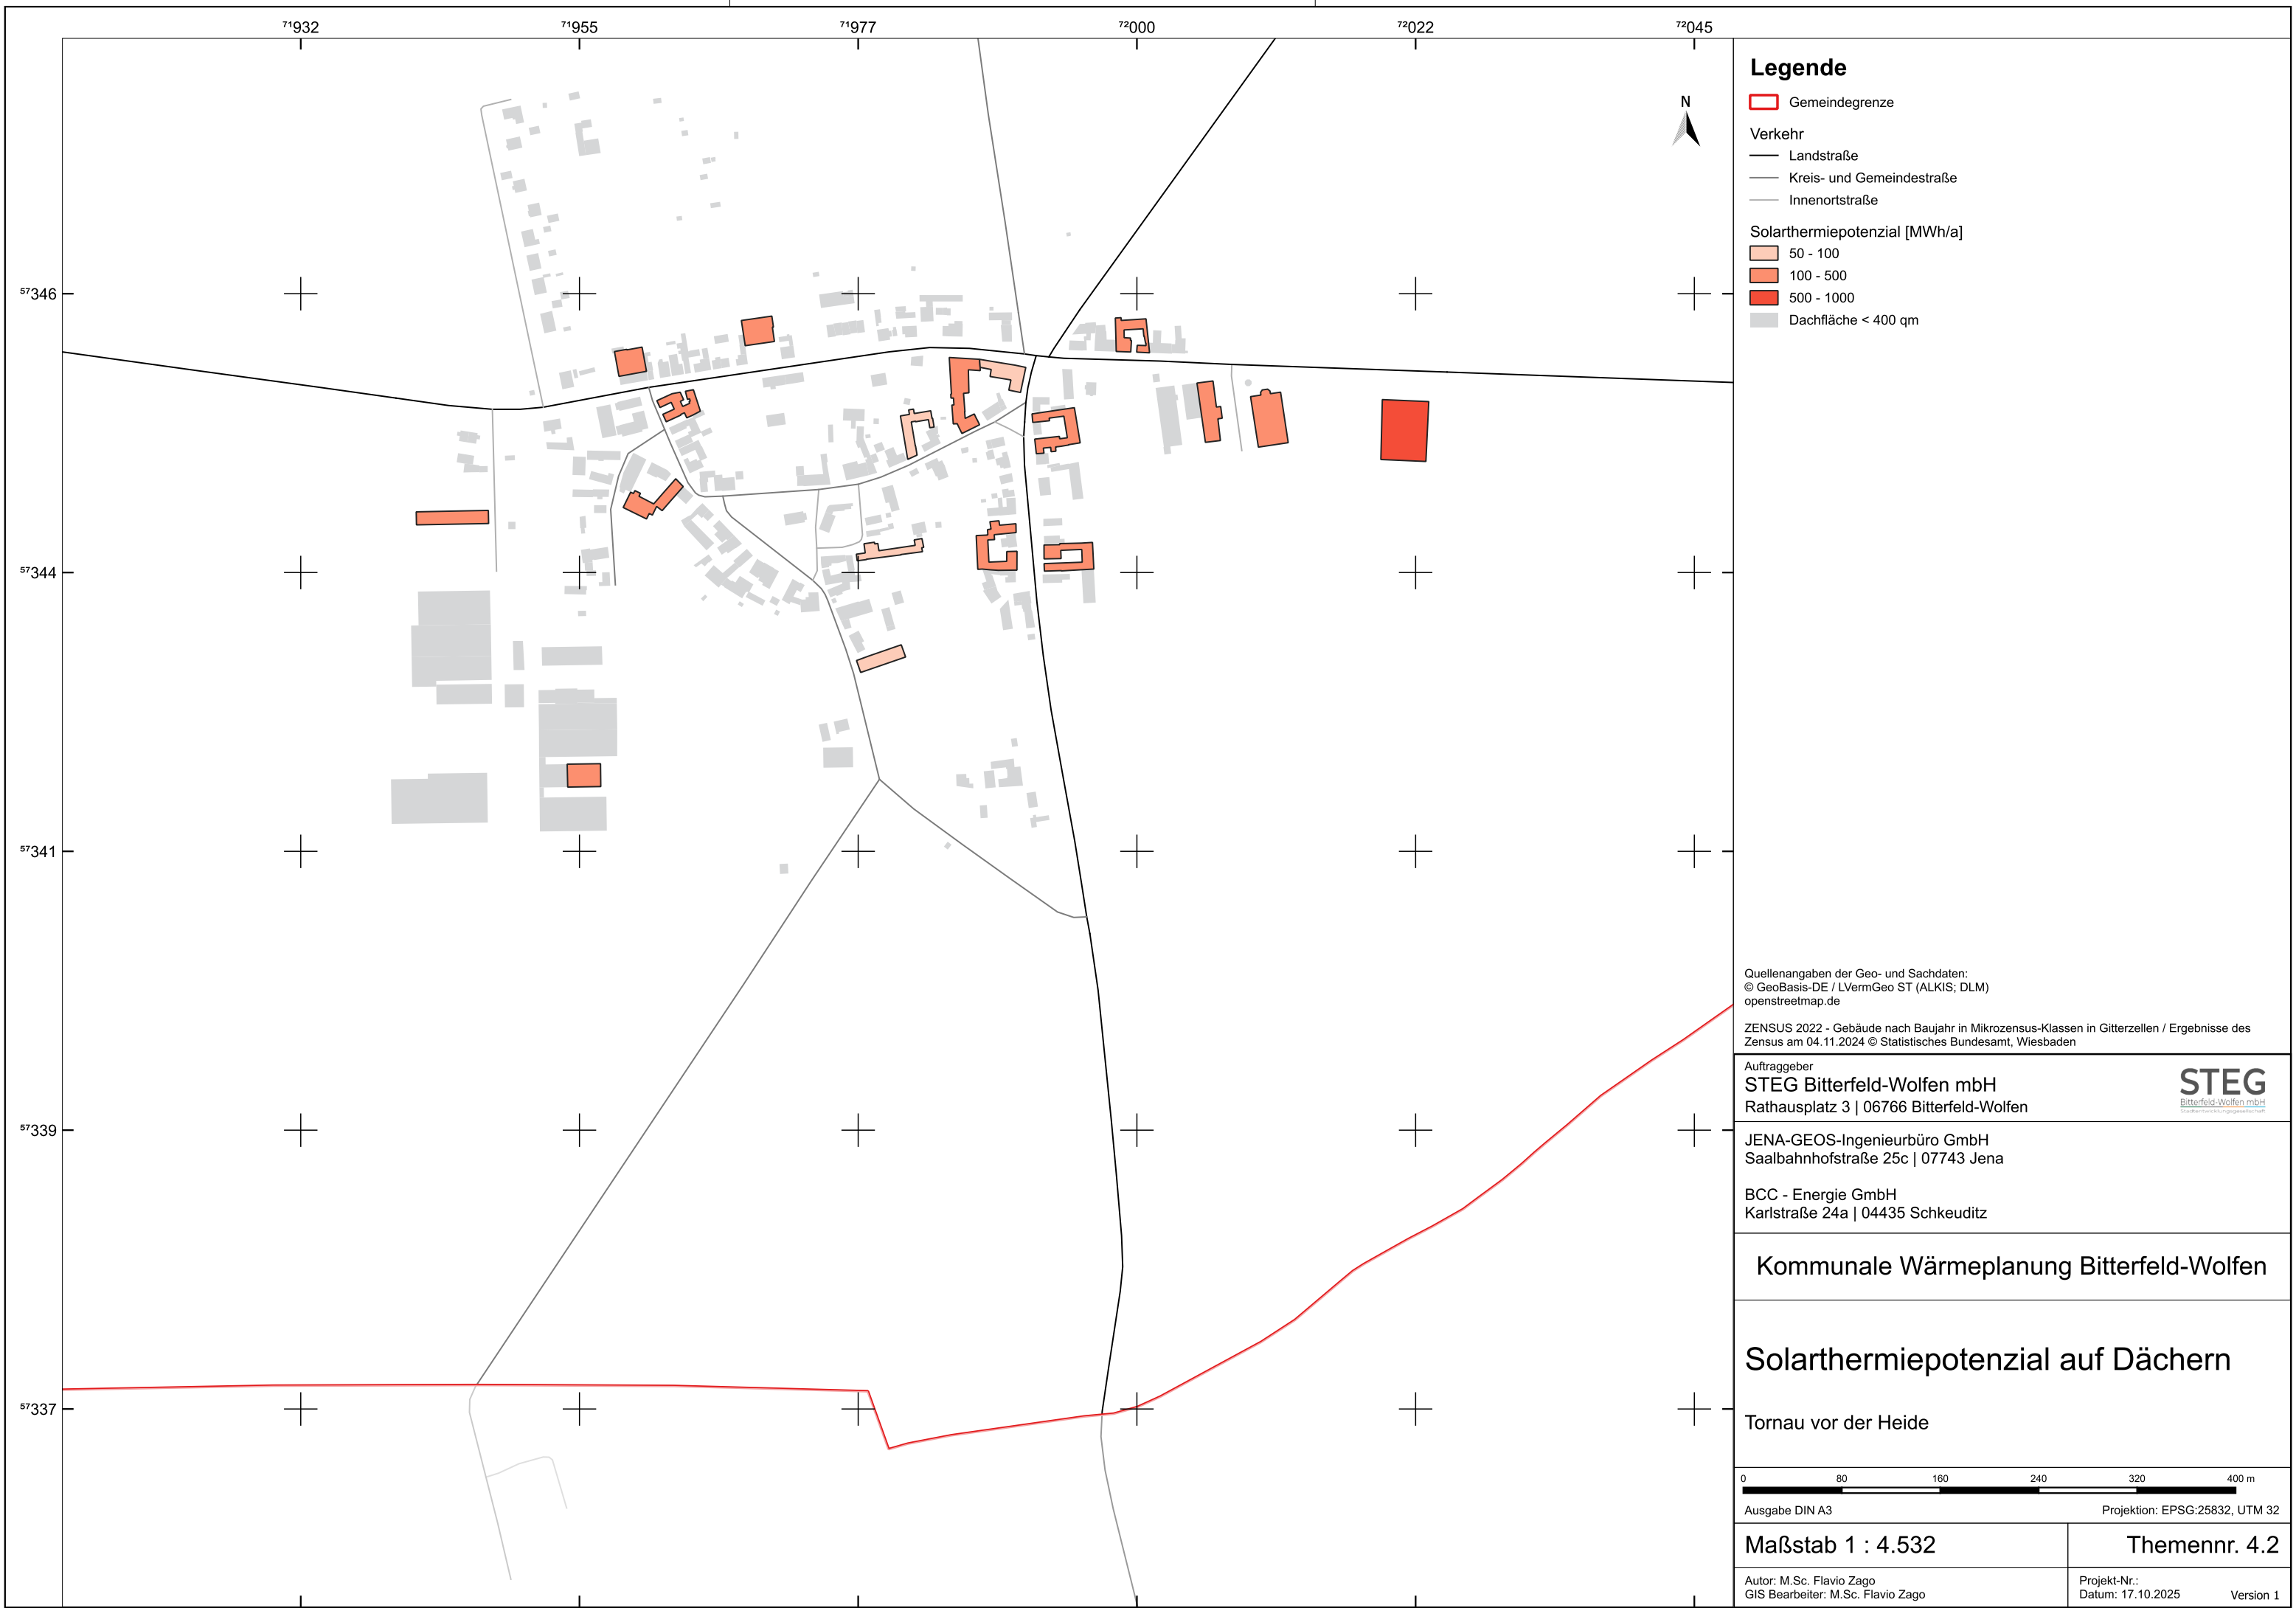 ⁷¹932
⁷¹955
⁷¹977
⁷²000
⁷²022
⁷²045
⁵⁷346
⁵⁷344
⁵⁷341
⁵⁷339
⁵⁷337
N
Legende
Gemeindegrenze
Verkehr
Landstraße
Kreis- und Gemeindestraße
Innenortstraße
Solarthermiepotenzial [MWh/a]
50 - 100
100 - 500
500 - 1000
Dachfläche < 400 qm
Quellenangaben der Geo- und Sachdaten:
© GeoBasis-DE / LVermGeo ST (ALKIS; DLM)
openstreetmap.de
ZENSUS 2022 - Gebäude nach Baujahr in Mikrozensus-Klassen in Gitterzellen / Ergebnisse des
Zensus am 04.11.2024 © Statistisches Bundesamt, Wiesbaden
Auftraggeber
STEG Bitterfeld-Wolfen mbH
Rathausplatz 3 | 06766 Bitterfeld-Wolfen
STEG
Bitterfeld-Wolfen mbH
Stadtentwicklungsgesellschaft
JENA-GEOS-Ingenieurbüro GmbH
Saalbahnhofstraße 25c | 07743 Jena
BCC - Energie GmbH
Karlstraße 24a | 04435 Schkeuditz
Kommunale Wärmeplanung Bitterfeld-Wolfen
Solarthermiepotenzial auf Dächern
Tornau vor der Heide
0 80 160 240 320 400 m
Ausgabe DIN A3 Projektion: EPSG:25832, UTM 32
Maßstab 1 : 4.532 Themennr. 4.2
Autor: M.Sc. Flavio Zago
GIS Bearbeiter: M.Sc. Flavio Zago
Projekt-Nr.:
Datum: 17.10.2025 Version 1